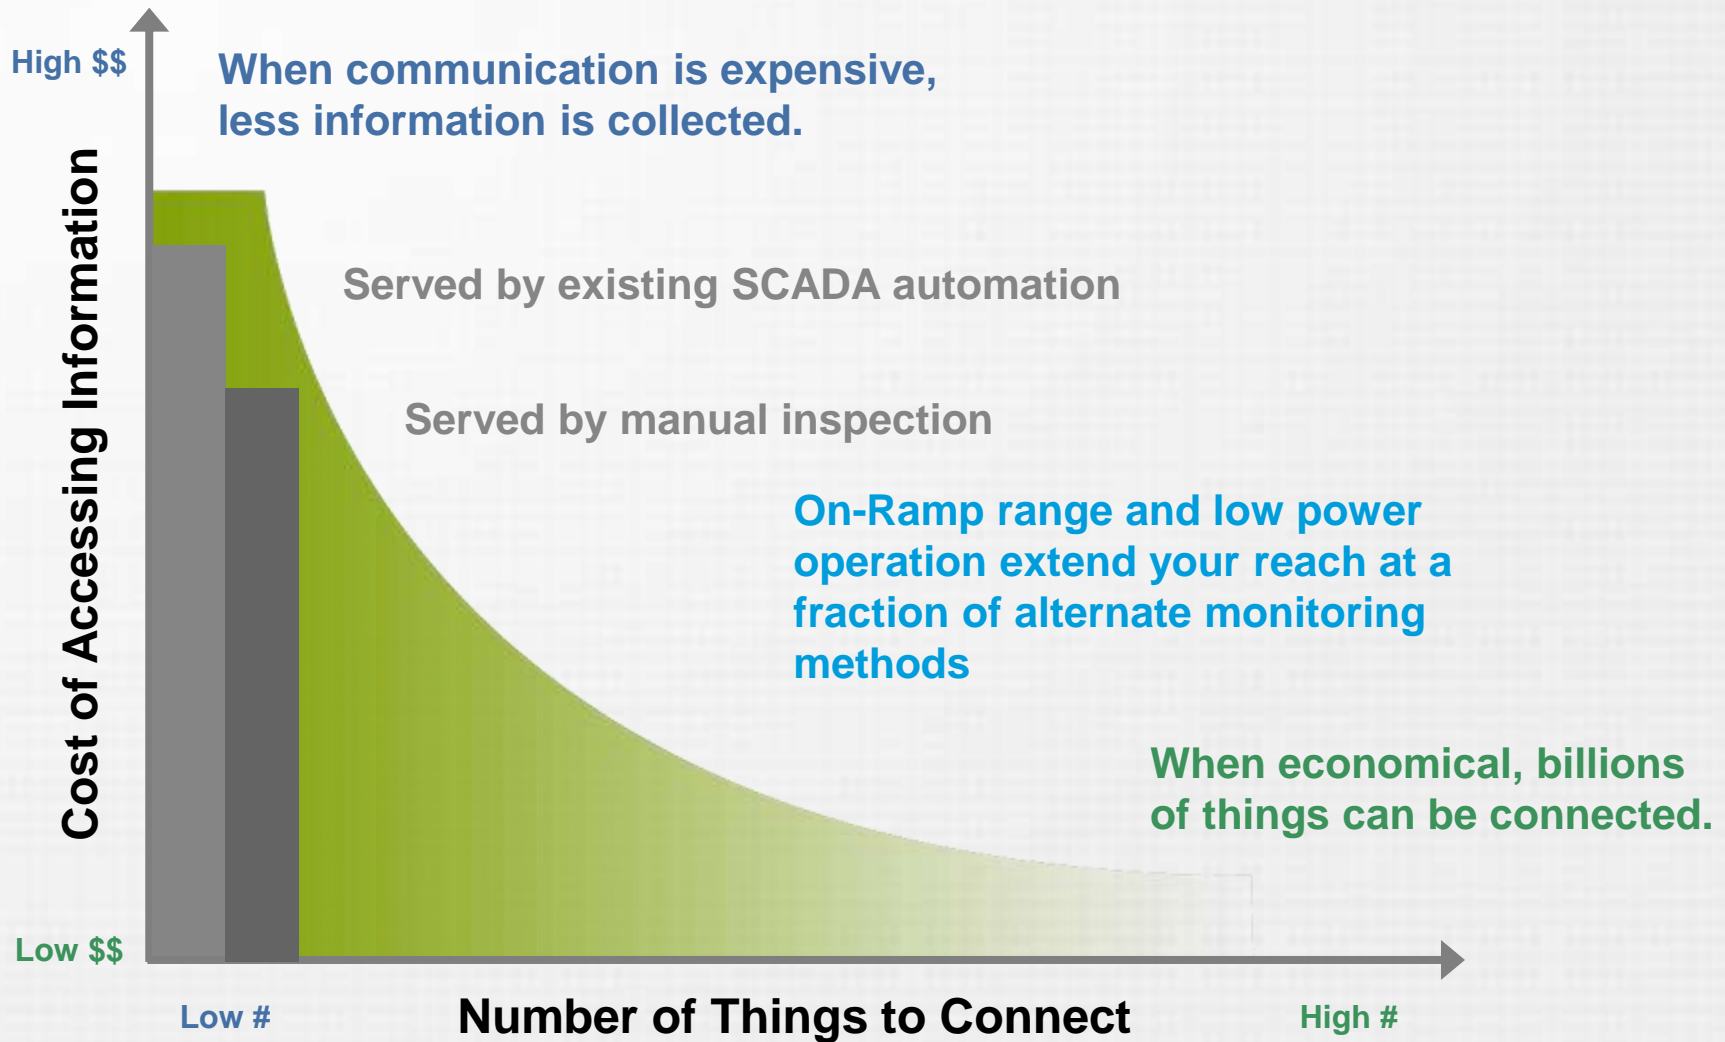 High $$
When communication is expensive,
less information is collected.
Cost of Accessing Information
Served by existing SCADA automation
Served by manual inspection
On-Ramp range and low power
operation extend your reach at a
fraction of alternate monitoring
methods
When economical, billions
of things can be connected.
Low $$
Low #
Number of Things to Connect
High #